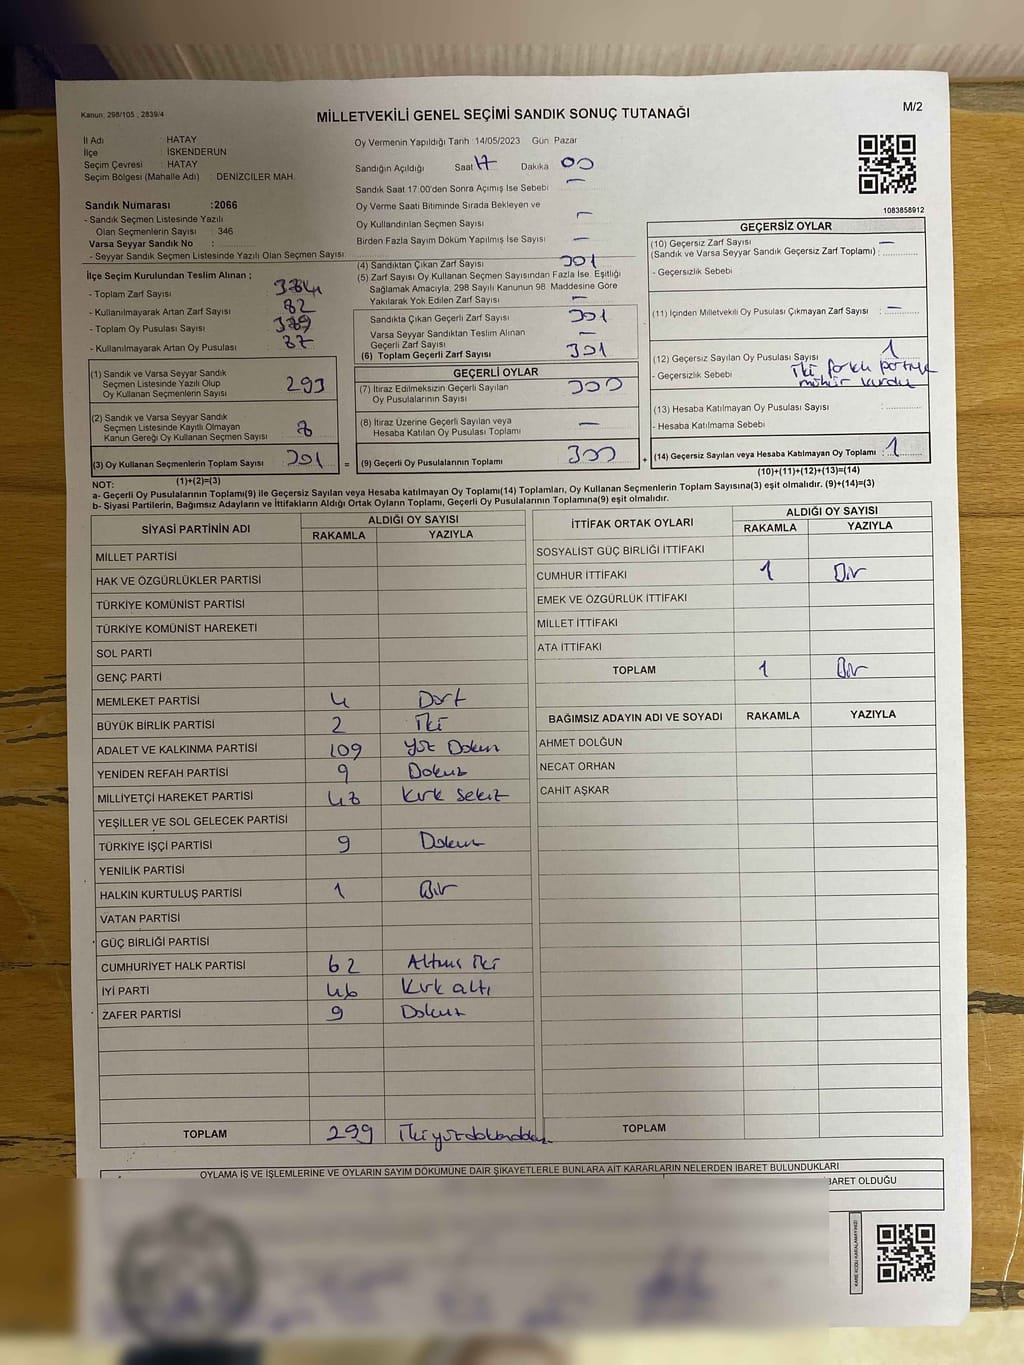 Kanun: 298/105 , 2839/4
MİLLETVEKİLİ GENEL SEÇİMİ SANDIK SONUÇ TUTANAĞI
M/2
İl Adı : HATAY
İlçe : İSKENDERUN
Seçim Çevresi : HATAY
Seçim Bölgesi (Mahalle Adı) : DENİZCİLER MAH.
Sandık Numarası :2066
- Sandık Seçmen Listesinde Yazılı
Olan Seçmenlerin Sayısı : 346
Varsa Seyyar Sandık No :
- Seyyar Sandık Seçmen Listesinde Yazılı Olan Seçmen Sayısı:
Oy Vermenin Yapıldığı Tarih :14/05/2023 Gün Pazar
Sandığın Açıldığı Saat 17 Dakika 00
Sandık Saat 17:00'den Sonra Açımış İse Sebebi —
Oy Verme Saati Bitiminde Sırada Bekleyen ve
Oy Kullandırılan Seçmen Sayısı —
Birden Fazla Sayım Döküm Yapılmış İse Sayısı —
1083858912
İlçe Seçim Kurulundan Teslim Alınan ;
- Toplam Zarf Sayısı
- Kullanılmayarak Artan Zarf Sayısı 82
- Toplam Oy Pusulası Sayısı
- Kullanılmayarak Artan Oy Pusulası 87
(1) Sandık ve Varsa Seyyar Sandık
Seçmen Listesinde Yazılı Olup
Oy Kullanan Seçmenlerin Sayısı 293
(2) Sandık ve Varsa Seyyar Sandık
Seçmen Listesinde Kayıtlı Olmayan
Kanun Gereği Oy Kullanan Seçmen Sayısı 8
(3) Oy Kullanan Seçmenlerin Toplam Sayısı 301
(1)+(2)=(3)
(4) Sandıktan Çıkan Zarf Sayısı 301
(5) Zarf Sayısı Oy Kullanan Seçmen Sayısından Fazla İse, Eşitliği
Sağlamak Amacıyla, 298 Sayılı Kanunun 98. Maddesine Göre
Yakılarak Yok Edilen Zarf Sayısı —
Sandıkta Çıkan Geçerli Zarf Sayısı 301
Varsa Seyyar Sandıktan Teslim Alınan
Geçerli Zarf Sayısı —
(6) Toplam Geçerli Zarf Sayısı 301
GEÇERLİ OYLAR
(7) İtiraz Edilmeksizin Geçerli Sayılan
Oy Pusulalarının Sayısı 300
(8) İtiraz Üzerine Geçerli Sayılan veya
Hesaba Katılan Oy Pusulası Toplamı —
= (9) Geçerli Oy Pusulalarının Toplamı 300
GEÇERSİZ OYLAR
(10) Geçersiz Zarf Sayısı —
(Sandık ve Varsa Seyyar Sandık Geçersiz Zarf Toplamı) :
- Geçersizlik Sebebi
(11) İçinden Milletvekili Oy Pusulası Çıkmayan Zarf Sayısı : —
(12) Geçersiz Sayılan Oy Pusulası Sayısı : 1
- Geçersizlik Sebebi İki farklı partiye
mühür vurdu
(13) Hesaba Katılmayan Oy Pusulası Sayısı :
- Hesaba Katılmama Sebebi
+ (14) Geçersiz Sayılan veya Hesaba Katılmayan Oy Toplamı : 1
(10)+(11)+(12)+(13)=(14)
NOT:
a- Geçerli Oy Pusulalarının Toplamı(9) ile Geçersiz Sayılan veya Hesaba katılmayan Oy Toplamı(14) Toplamları, Oy Kullanan Seçmenlerin Toplam Sayısına(3) eşit olmalıdır. (9)+(14)=(3)
b- Siyasi Partilerin, Bağımsız Adayların ve İttifakların Aldığı Ortak Oyların Toplamı, Geçerli Oy Pusulalarının Toplamına(9) eşit olmalıdır.
SİYASİ PARTİNİN ADI ALDIĞI OY SAYISI
RAKAMLA YAZIYLA
MİLLET PARTİSİ
HAK VE ÖZGÜRLÜKLER PARTİSİ
TÜRKİYE KOMÜNİST PARTİSİ
TÜRKİYE KOMÜNİST HAREKETİ
SOL PARTİ
GENÇ PARTİ
MEMLEKET PARTİSİ 4 Dört
BÜYÜK BİRLİK PARTİSİ 2 İki
ADALET VE KALKINMA PARTİSİ 109 Yüz Dokuz
YENİDEN REFAH PARTİSİ 9 Dokuz
MİLLİYETÇİ HAREKET PARTİSİ 48 Kırk sekiz
YEŞİLLER VE SOL GELECEK PARTİSİ
TÜRKİYE İŞÇİ PARTİSİ 9 Dokuz
YENİLİK PARTİSİ
HALKIN KURTULUŞ PARTİSİ 1 Bir
VATAN PARTİSİ
GÜÇ BİRLİĞİ PARTİSİ
CUMHURİYET HALK PARTİSİ 62 Altmış iki
İYİ PARTİ 46 Kırk altı
ZAFER PARTİSİ 9 Dokuz
TOPLAM 299 İkiyüzdoksandokuz
İTTİFAK ORTAK OYLARI ALDIĞI OY SAYISI
RAKAMLA YAZIYLA
SOSYALİST GÜÇ BİRLİĞİ İTTİFAKI
CUMHUR İTTİFAKI 1 Bir
EMEK VE ÖZGÜRLÜK İTTİFAKI
MİLLET İTTİFAKI
ATA İTTİFAKI
TOPLAM 1 Bir
BAĞIMSIZ ADAYIN ADI VE SOYADI RAKAMLA YAZIYLA
AHMET DOLĞUN
NECAT ORHAN
CAHİT AŞKAR
TOPLAM
OYLAMA İŞ VE İŞLEMLERİNE VE OYLARIN SAYIM DÖKÜMÜNE DAİR ŞİKAYETLERLE BUNLARA AİT KARARLARIN NELERDEN İBARET BULUNDUKLARI
BARET OLDUĞU
KARE KODU KARALAMAYINIZ!